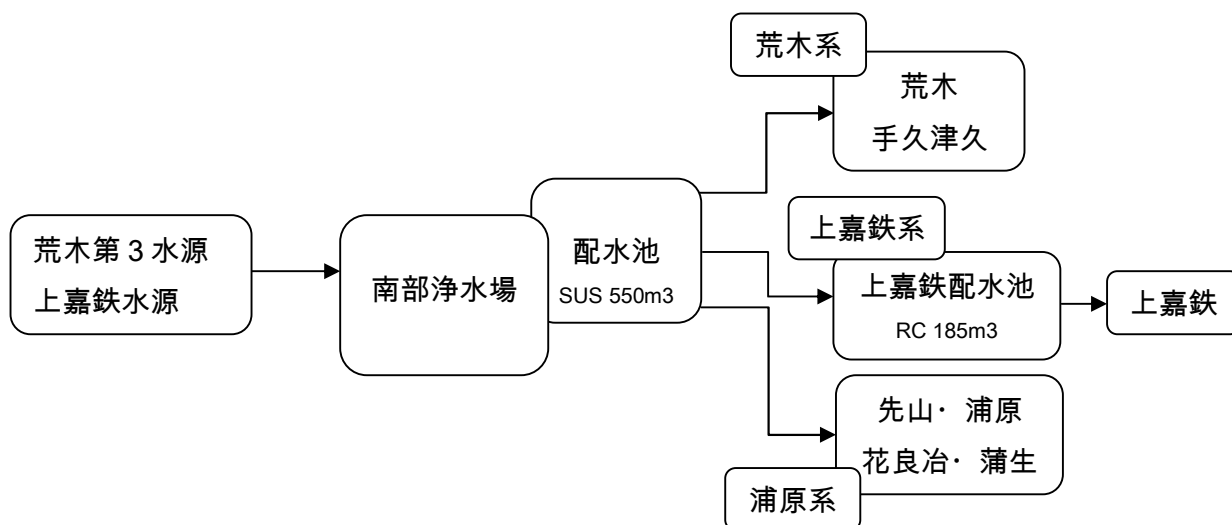 荒木第3水源
上嘉鉄水源
南部浄水場
配水池
SUS 550m3
荒木系
荒木
手久津久
上嘉鉄系
上嘉鉄配水池
RC 185m3
上嘉鉄
先山・浦原
花良冶・蒲生
浦原系